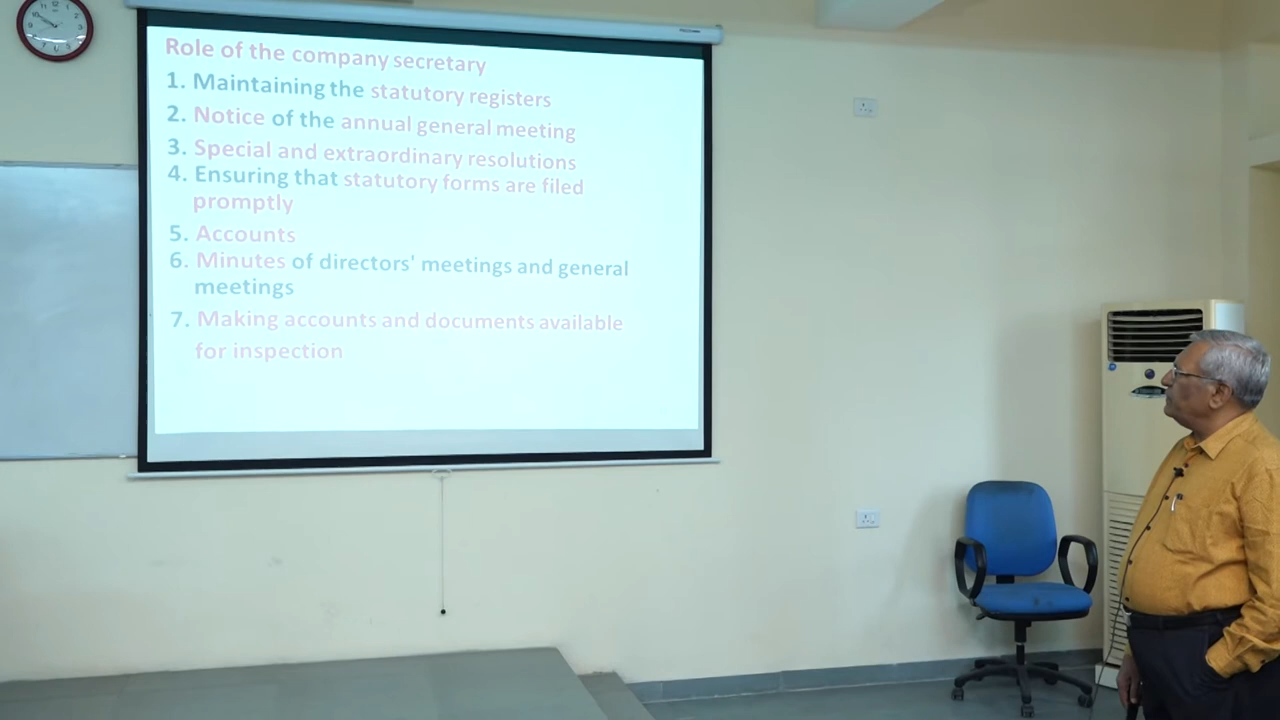 Role of the company secretary
1. Maintaining the statutory registers
2. Notice of the annual general meeting
3. Special and extraordinary resolutions
4. Ensuring that statutory forms are filed
promptly
5. Accounts
6. Minutes of directors' meetings and general
meetings
7. Making accounts and documents available
for inspection